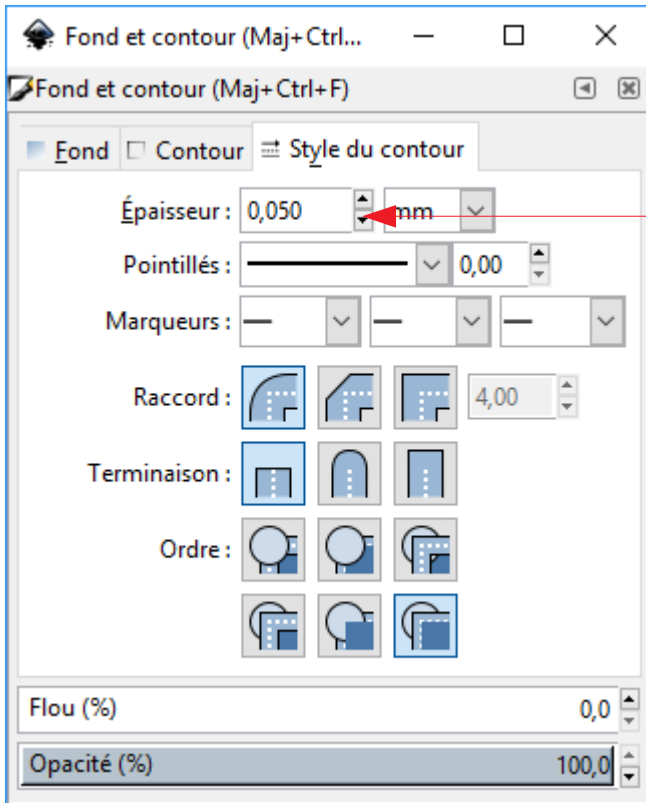 Fond et contour (Maj+Ctrl...
Fond et contour (Maj+Ctrl+F)
Fond Contour Style du contour
Épaisseur : 0,050 mm
Pointillés : 0,00
Marqueurs :
Raccord : 4,00
Terminaison :
Ordre :
Flou (%) 0,0
Opacité (%) 100,0